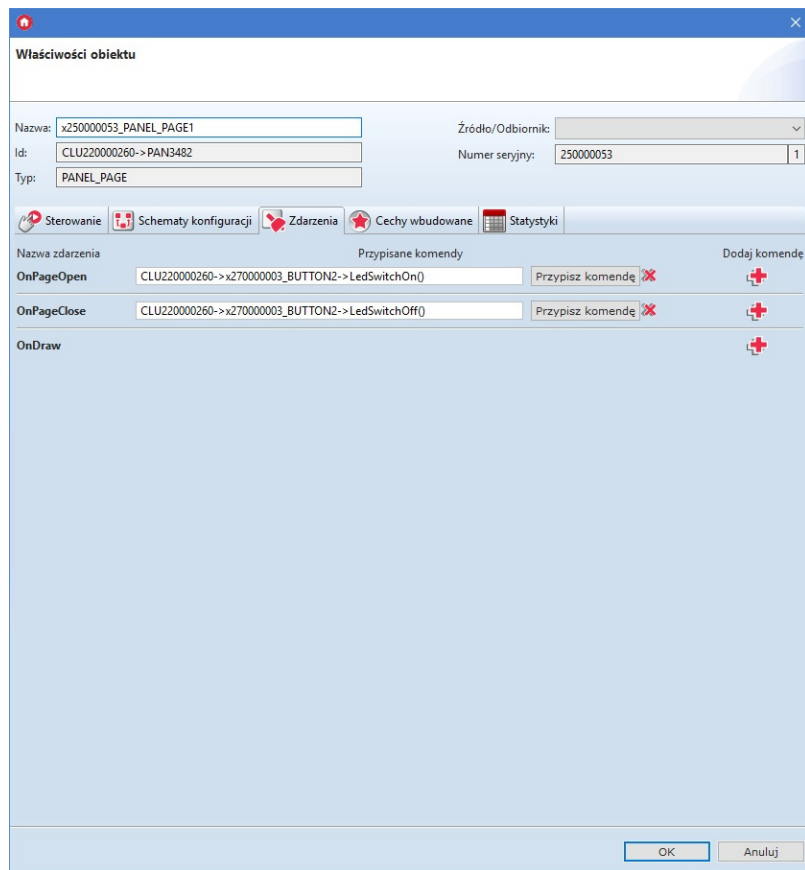 Właściwości obiektu
Nazwa: x250000053_PANEL_PAGE1 Źródło/Odbiornik:
Id: CLU220000260->PAN3482 Numer seryjny: 250000053 1
Typ: PANEL_PAGE
Sterowanie Schematy konfiguracji Zdarzenia Cechy wbudowane Statystyki
Nazwa zdarzenia Przypisane komendy Dodaj komendę
OnPageOpen CLU220000260->x270000003_BUTTON2->LedSwitchOn() Przypisz komendę
OnPageClose CLU220000260->x270000003_BUTTON2->LedSwitchOff() Przypisz komendę
OnDraw
OK Anuluj